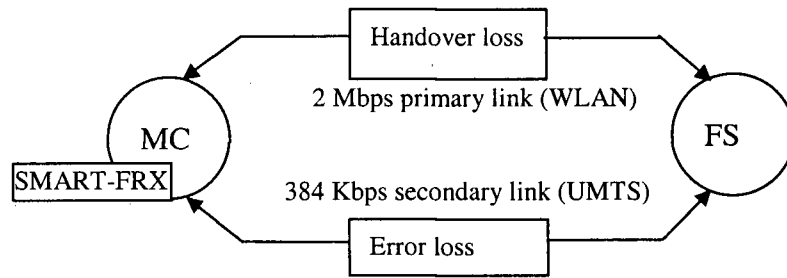 Handover loss
2 Mbps primary link (WLAN)
MC
FS
SMART-FRX
384 Kbps secondary link (UMTS)
Error loss